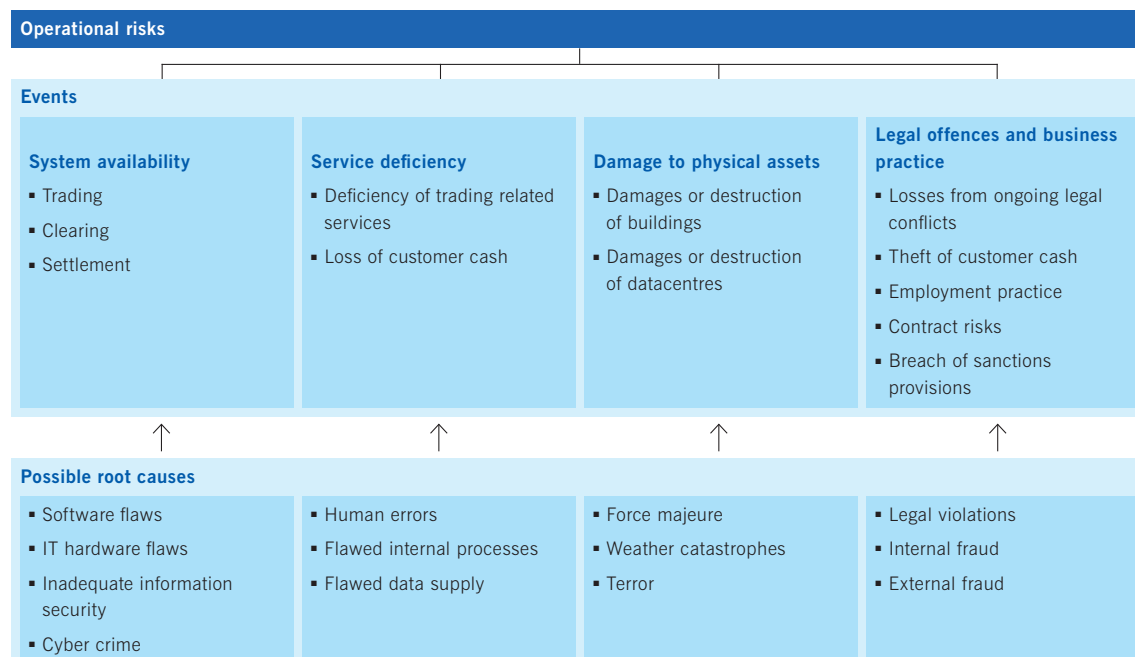 Operational risks
Events
System availability
▪ Trading
▪ Clearing
▪ Settlement
Service deficiency
▪ Deficiency of trading related
services
▪ Loss of customer cash
Damage to physical assets
▪ Damages or destruction
of buildings
▪ Damages or destruction
of datacentres
Legal offences and business
practice
▪ Losses from ongoing legal
conflicts
▪ Theft of customer cash
▪ Employment practice
▪ Contract risks
▪ Breach of sanctions
provisions
Possible root causes
▪ Software flaws
▪ IT hardware flaws
▪ Inadequate information
security
▪ Cyber crime
▪ Human errors
▪ Flawed internal processes
▪ Flawed data supply
▪ Force majeure
▪ Weather catastrophes
▪ Terror
▪ Legal violations
▪ Internal fraud
▪ External fraud